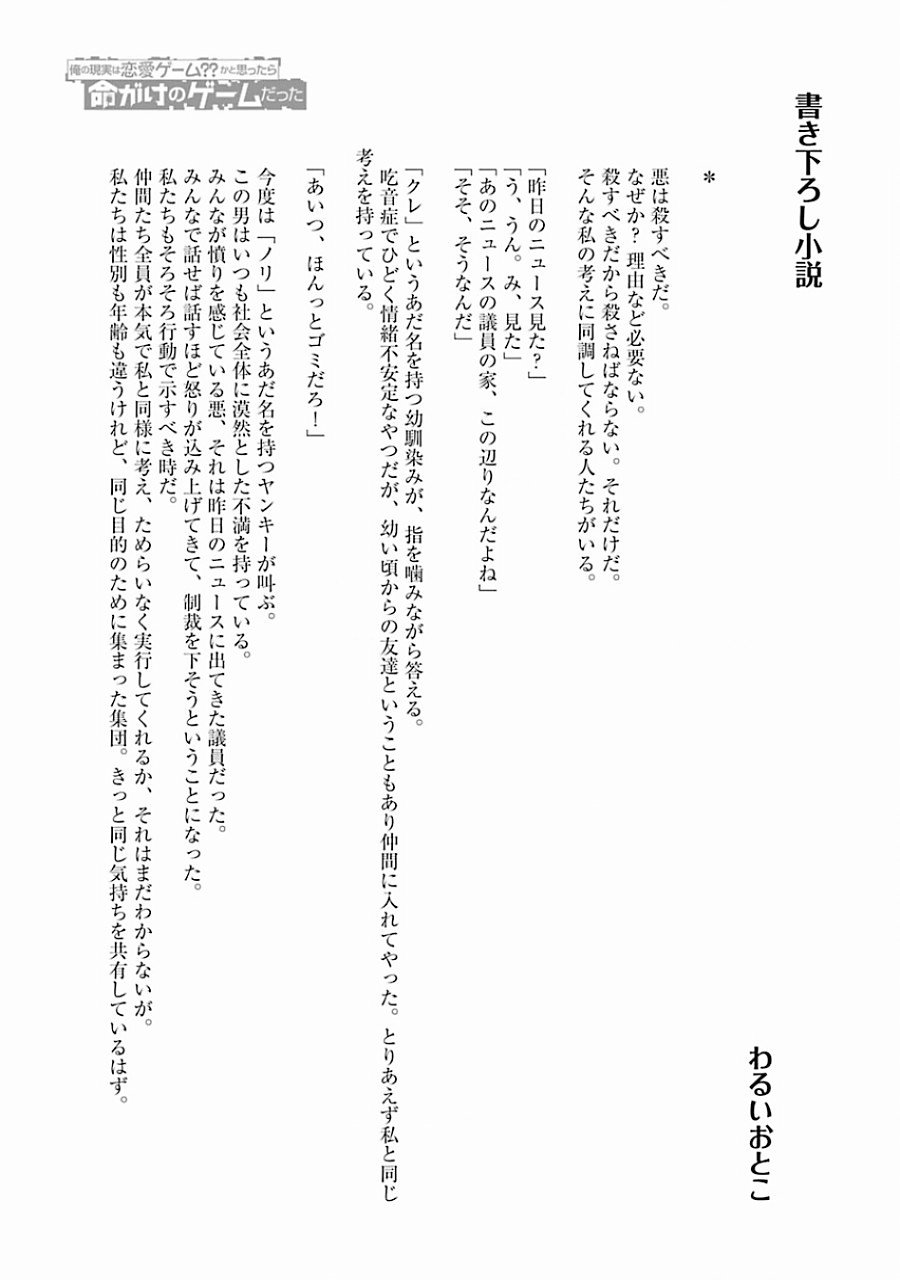 書き下ろし小説
わるいおとこ
*
悪は殺すべきだ。
なぜか？ 理由など必要ない。
殺すべきだから殺さねばならない。それだけだ。
そんな私の考えに同調してくれる人たちがいる。
「昨日のニュース見た？」
「う、うん。み、見た」
「あのニュースの議員の家、この辺りなんだよね」
「そそ、そうなんだ」
「クレ」というあだ名を持つ幼馴染みが、指を噛みながら答える。
吃音症でひどく情緒不安定なやつだが、幼い頃からの友達ということもあり仲間に入れてやった。とりあえず私と同じ
考えを持っている。
「あいつ、ほんっとゴミだろ！」
今度は「ノリ」というあだ名を持つヤンキーが叫ぶ。
この男はいつも社会全体に漠然とした不満を持っている。
みんなが憤りを感じている悪、それは昨日のニュースに出てきた議員だった。
みんなで話せば話すほど怒りが込み上げてきて、制裁を下そうということになった。
私たちもそろそろ行動で示すべき時だ。
仲間たち全員が本気で私と同様に考え、ためらいなく実行してくれるか、それはまだわからないが。
私たちは性別も年齢も違うけれど、同じ目的のために集まった集団。きっと同じ気持ちを共有しているはず。
俺の現実は恋愛ゲーム??かと思ったら
命がけのゲームだった